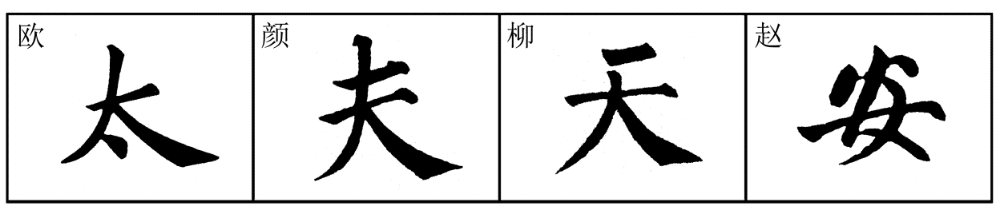 欧 颜 柳 赵
太 夫 天 安